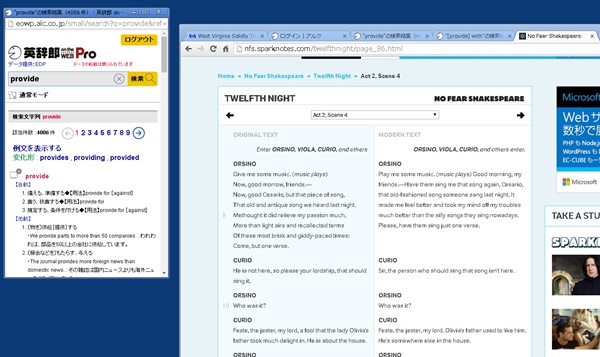 "provide"の検索結果（4006 件）：英辞郎 on
eowp.alc.co.jp/small/search?q=provide&ref
ログアウト
英辞郎 on the WEB Pro
データ提供: EDP
データの転載は禁じられています
provide
検索
通常モード
検索文字列 provide
該当件数 : 4006 件
1 2 3 4 5 6 7 8 9
例文を表示する
変化形 : provides , providing , provided
provide
【自動】
1. 備える、準備する◆【用法】provide for [against]
2. 養う、扶養する◆【用法】provide for
3. 規定する、条件を付ける◆【用法】provide for [against]
【他動】
1. (物を)供給［提供］する
・We provide parts to more than 50 companies. : われわれは、部品を50以上の会社に供給しています。
2. (機会などを)もたらす、与える
・The journal provides more foreign news than domestic news. : その雑誌は国内ニュースよりも海外ニュ
West Virginia Solidly T
ログイン | アルク
"provide"の検索結果
"[provide] with"の検索
No Fear Shakespeare:
nfs.sparknotes.com/twelfthnight/page_86.html
Home → No Fear Shakespeare → Twelfth Night → Act 2, Scene 4
TWELFTH NIGHT
NO FEAR SHAKESPEARE
Act 2, Scene 4
ORIGINAL TEXT
Enter ORSINO, VIOLA, CURIO, and others
ORSINO
Give me some music. (music plays)
Now, good morrow, friends.—
Now, good Cesario, but that piece of song,
That old and antique song we heard last night.
5 Methought it did relieve my passion much,
More than light airs and recollected terms
Of these most brisk and giddy-paced times:
Come, but one verse.
CURIO
He is not here, so please your lordship, that should
sing it.
ORSINO
10 Who was it?
CURIO
Feste, the jester, my lord, a fool that the lady Olivia's
father took much delight in. He is about the house.
MODERN TEXT
ORSINO, VIOLA, CURIO, and others enter.
ORSINO
Play me some music. (music plays) Good morning, my
friends.—Have them sing me that song again, Cesario,
that old-fashioned song someone sang last night. It
made me feel better and took my mind off my troubles
much better than the silly songs they sing nowadays.
Please, have them sing just one verse.
CURIO
Sir, the person who should sing that song isn't here.
ORSINO
Who was it?
CURIO
Feste, the jester, my lord. Olivia's father used to like him.
He's somewhere else in the house.
Microsoft
Web サ
数秒で
PHP も Node.js
WordPress も
EC-CUBE も
Microsoft
TAKE A STU
SPARK